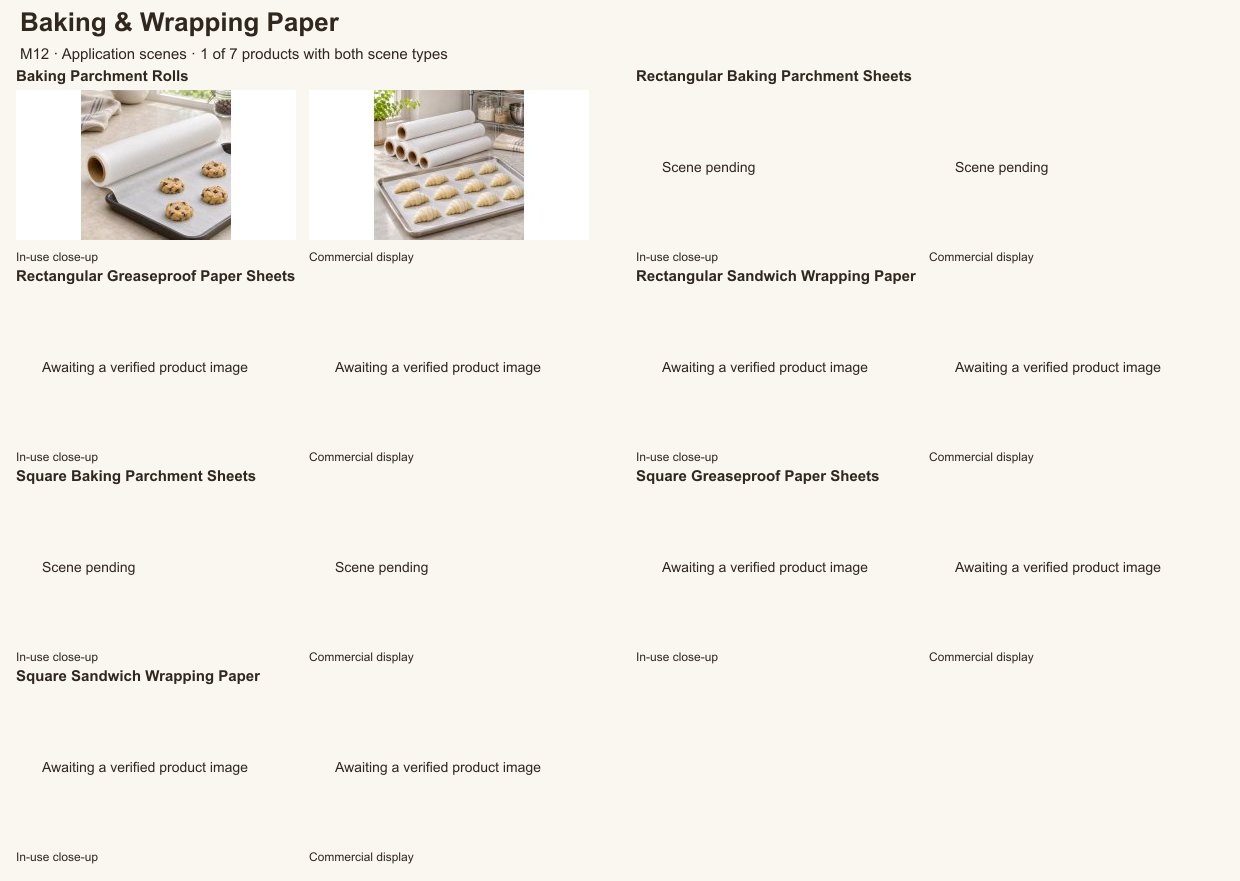 Baking & Wrapping Paper
M12 · Application scenes · 1 of 7 products with both scene types
Baking Parchment Rolls
In-use close-up
Commercial display
Rectangular Baking Parchment Sheets
Scene pending
Scene pending
In-use close-up
Commercial display
Rectangular Greaseproof Paper Sheets
Awaiting a verified product image
Awaiting a verified product image
In-use close-up
Commercial display
Rectangular Sandwich Wrapping Paper
Awaiting a verified product image
Awaiting a verified product image
In-use close-up
Commercial display
Square Baking Parchment Sheets
Scene pending
Scene pending
In-use close-up
Commercial display
Square Greaseproof Paper Sheets
Awaiting a verified product image
Awaiting a verified product image
In-use close-up
Commercial display
Square Sandwich Wrapping Paper
Awaiting a verified product image
Awaiting a verified product image
In-use close-up
Commercial display